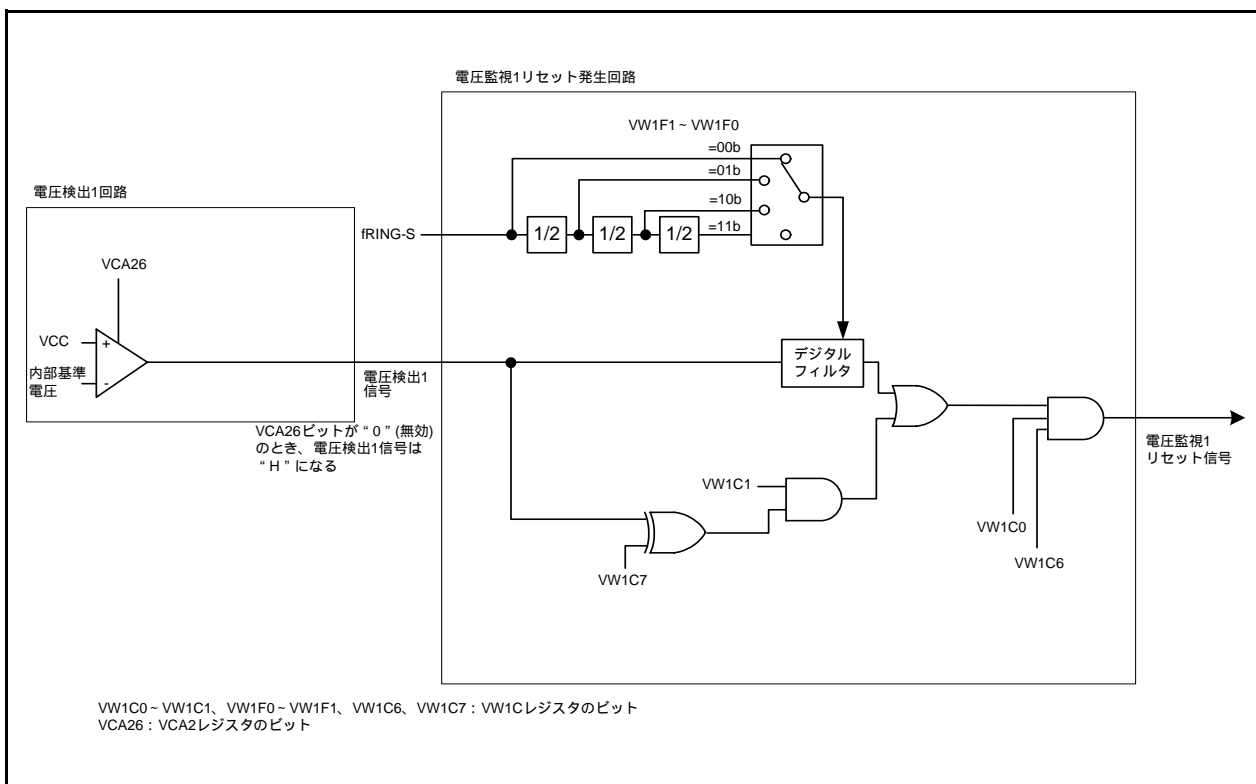 電圧監視1リセット発生回路
VW1F1~VW1F0
=00b
=01b
=10b
=11b
fRING-S
1/2
1/2
1/2
電圧検出1回路
VCA26
VCC
+
内部基準
電圧
-
電圧検出1
信号
VCA26ビットが“0”(無効)
のとき、電圧検出1信号は
“H”になる
デジタル
フィルタ
VW1C1
VW1C7
VW1C0
VW1C6
電圧監視1
リセット信号
VW1C0~VW1C1、VW1F0~VW1F1、VW1C6、VW1C7:VW1Cレジスタのビット
VCA26:VCA2レジスタのビット